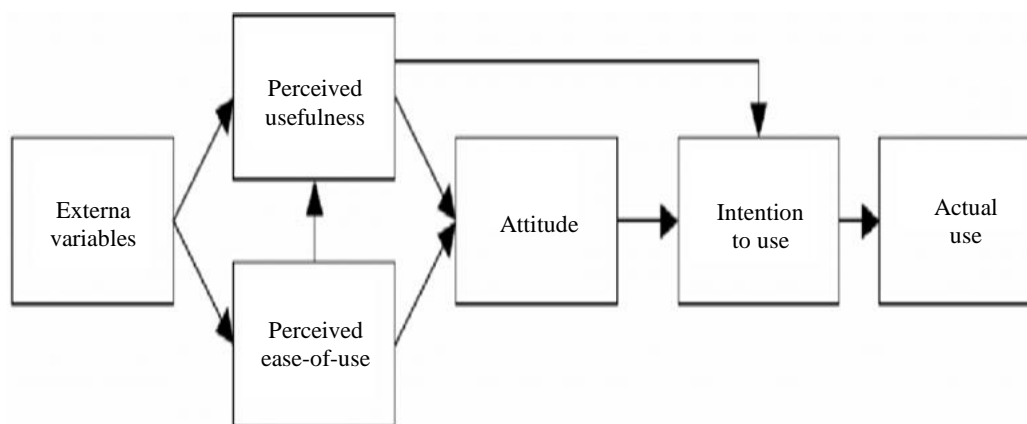 Perceived
usefulness
Externa
variables
Attitude
Intention
to use
Actual
use
Perceived
ease-of-use